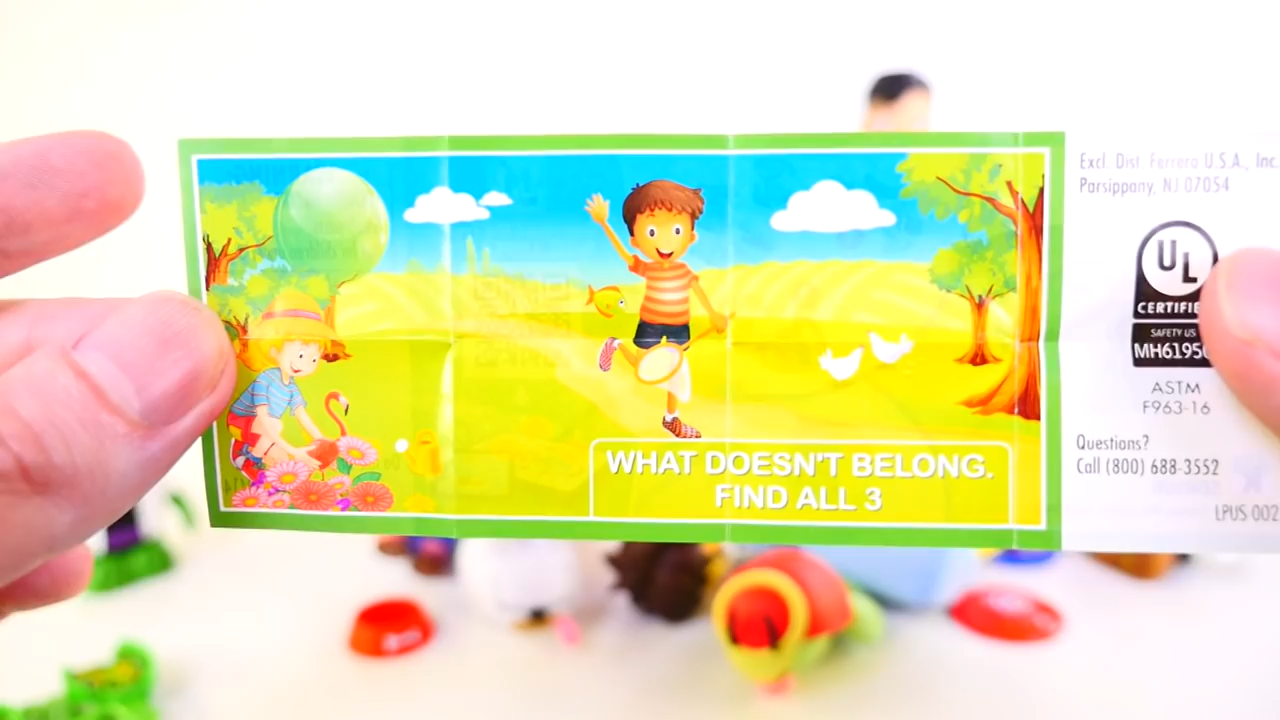 WHAT DOESN'T BELONG.
FIND ALL 3
Excl. Dist. Ferrero U.S.A., Inc.
Parsippany, NJ 07054
UL
SAFETY US
ASTM
F963-16
Questions?
Call (800) 688-3552
LPUS 002